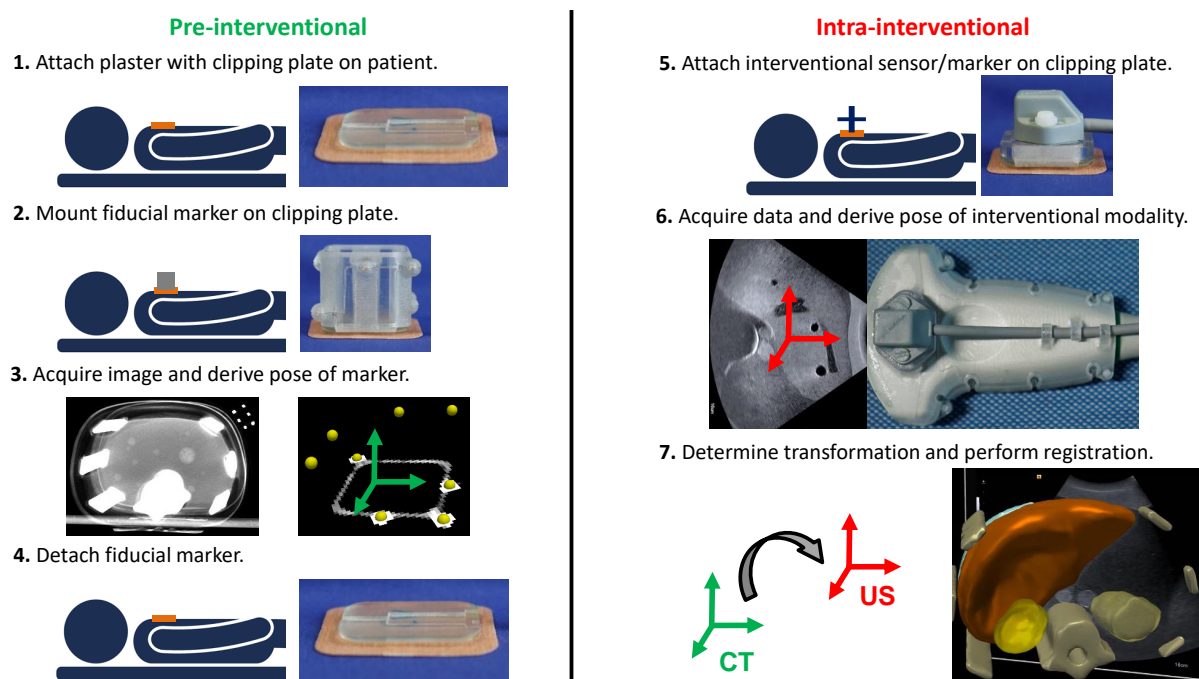 Pre-interventional
1. Attach plaster with clipping plate on patient.
2. Mount fiducial marker on clipping plate.
3. Acquire image and derive pose of marker.
4. Detach fiducial marker.
Intra-interventional
5. Attach interventional sensor/marker on clipping plate.
6. Acquire data and derive pose of interventional modality.
7. Determine transformation and perform registration.
US
CT